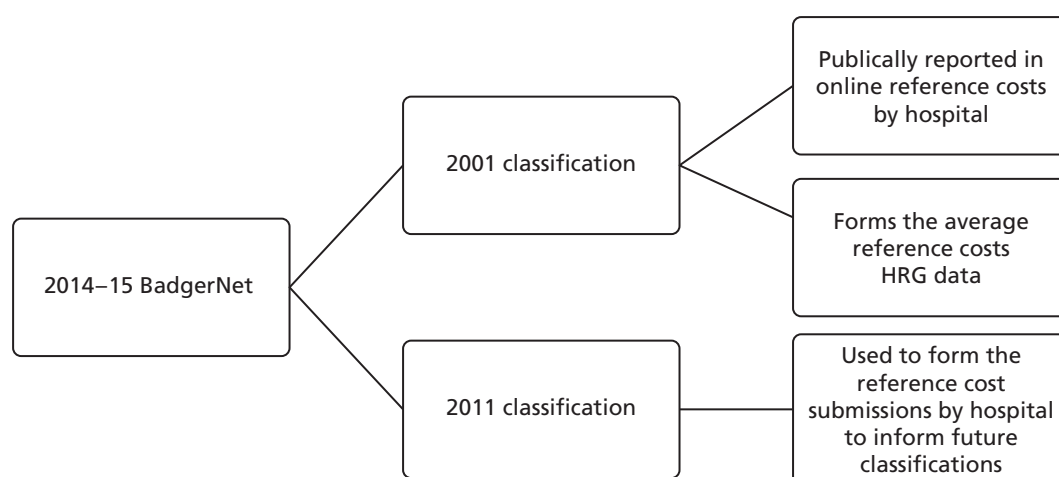 2014–15 BadgerNet
2001 classification
Publically reported in
online reference costs
by hospital
Forms the average
reference costs
HRG data
2011 classification
Used to form the
reference cost
submissions by hospital
to inform future
classifications